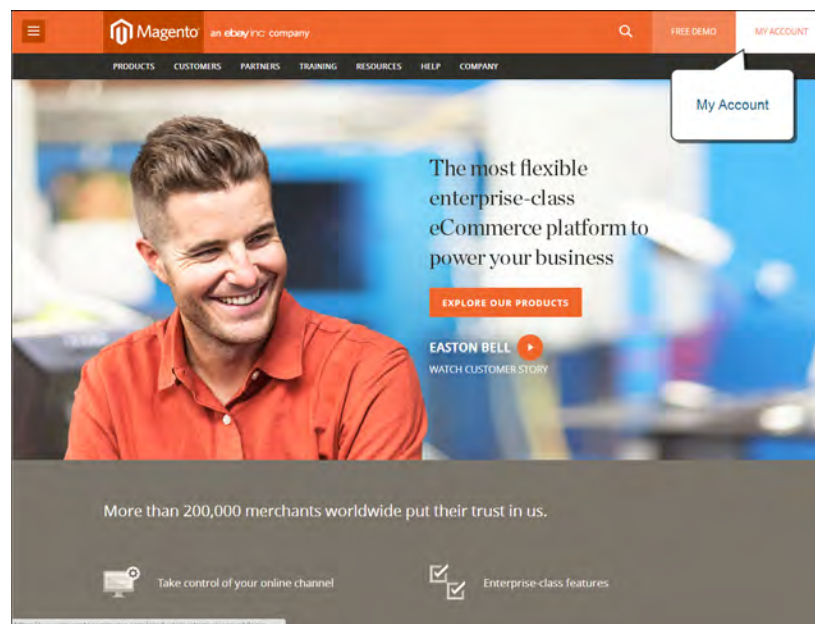 Magento an ebay inc company
FREE DEMO
MY ACCOUNT
PRODUCTS CUSTOMERS PARTNERS TRAINING RESOURCES HELP COMPANY
My Account
The most flexible
enterprise-class
eCommerce platform to
power your business
EXPLORE OUR PRODUCTS
EASTON BELL
WATCH CUSTOMER STORY
More than 200,000 merchants worldwide put their trust in us.
Take control of your online channel
Enterprise-class features